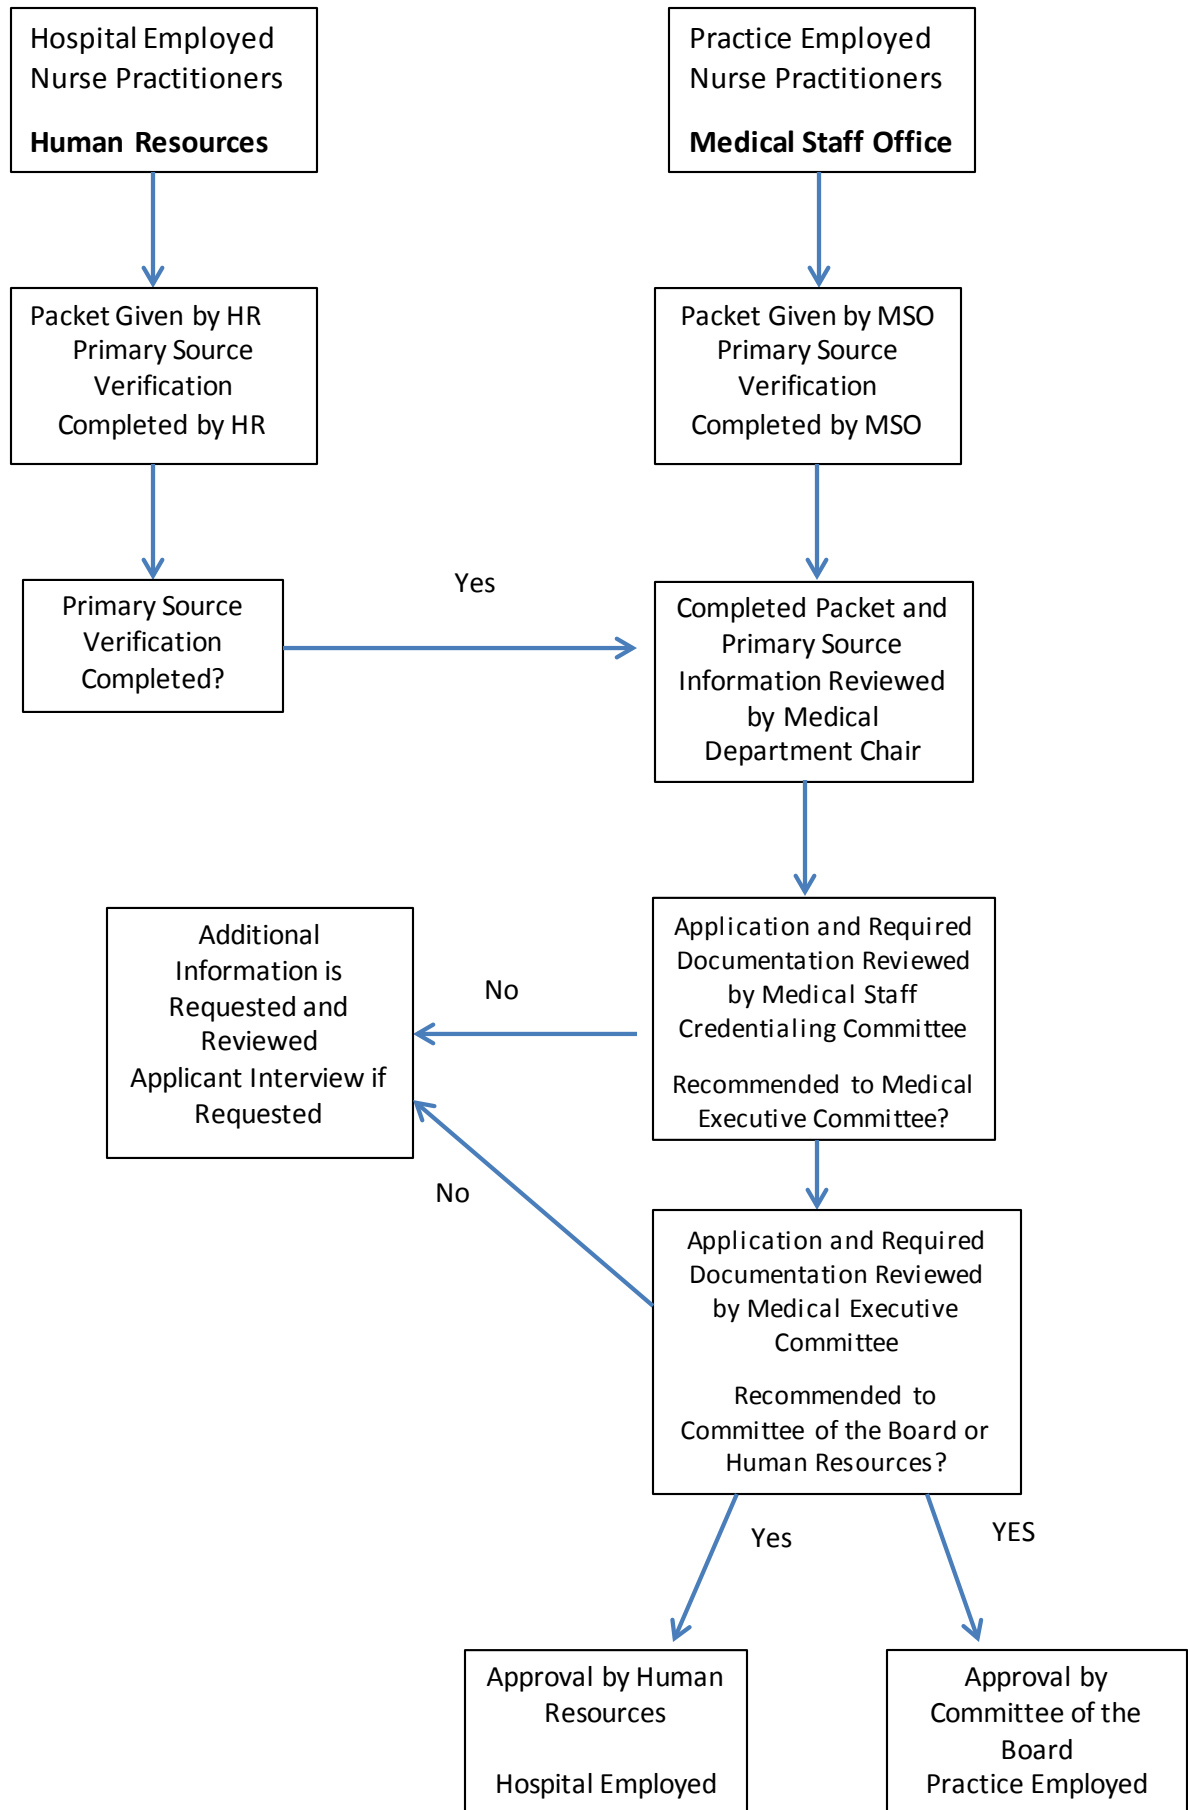 Hospital Employed
Nurse Practitioners
Human Resources
Practice Employed
Nurse Practitioners
Medical Staff Office
Packet Given by HR
Primary Source
Verification
Completed by HR
Packet Given by MSO
Primary Source
Verification
Completed by MSO
Primary Source
Verification
Completed?
Yes
Completed Packet and
Primary Source
Information Reviewed
by Medical
Department Chair
Additional
Information is
Requested and
Reviewed
Applicant Interview if
Requested
No
Application and Required
Documentation Reviewed
by Medical Staff
Credentialing Committee
Recommended to Medical
Executive Committee?
No
Application and Required
Documentation Reviewed
by Medical Executive
Committee
Recommended to
Committee of the Board or
Human Resources?
Yes
YES
Approval by Human
Resources
Hospital Employed
Approval by
Committee of the
Board
Practice Employed